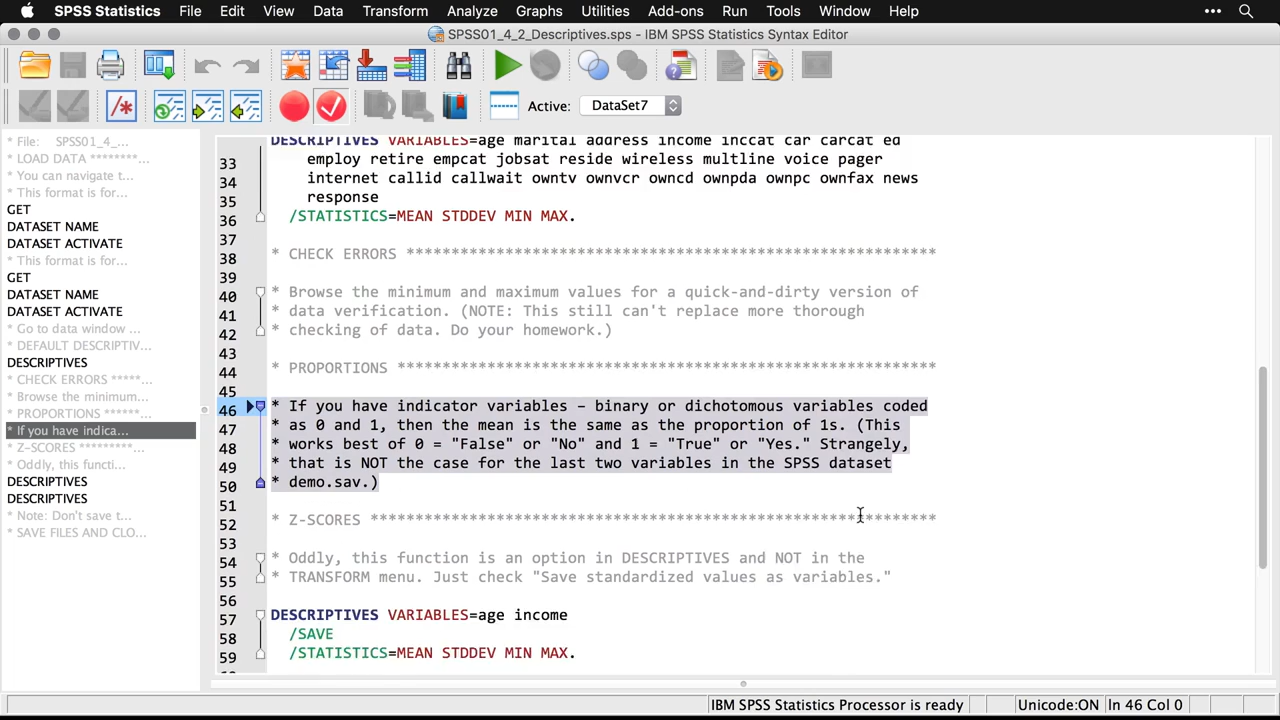 SPSS Statistics File Edit View Data Transform Analyze Graphs Utilities Add-ons Run Tools Window Help
SPSS01_4_2_Descriptives.sps - IBM SPSS Statistics Syntax Editor
Active: DataSet7
* File: SPSS01_4_...
* LOAD DATA ********...
* You can navigate t...
* This format is for...
GET
DATASET NAME
DATASET ACTIVATE
* This format is for...
GET
DATASET NAME
DATASET ACTIVATE
* Go to data window ...
* DEFAULT DESCRIPTIV...
DESCRIPTIVES
* CHECK ERRORS *****...
* Browse the minimum...
* PROPORTIONS ******...
* If you have indica...
* Z-SCORES *********...
* Oddly, this functi...
DESCRIPTIVES
DESCRIPTIVES
* Note: Don't save t...
* SAVE FILES AND CLO...
DESCRIPTIVES VARIABLES=age marital address income inccat car carcat ed
33 employ retire empcat jobsat reside wireless multline voice pager
34 internet callid callwait owntv ownvcr owncd ownpda ownpc ownfax news
35 response
36 /STATISTICS=MEAN STDDEV MIN MAX.
37
38 * CHECK ERRORS ************************************************************
39
40 * Browse the minimum and maximum values for a quick-and-dirty version of
41 * data verification. (NOTE: This still can't replace more thorough
42 * checking of data. Do your homework.)
43
44 * PROPORTIONS ************************************************************
45
46 * If you have indicator variables – binary or dichotomous variables coded
47 * as 0 and 1, then the mean is the same as the proportion of 1s. (This
48 * works best of 0 = "False" or "No" and 1 = "True" or "Yes." Strangely,
49 * that is NOT the case for the last two variables in the SPSS dataset
50 * demo.sav.)
51
52 * Z-SCORES ***************************************************************
53
54 * Oddly, this function is an option in DESCRIPTIVES and NOT in the
55 * TRANSFORM menu. Just check "Save standardized values as variables."
56
57 DESCRIPTIVES VARIABLES=age income
58 /SAVE
59 /STATISTICS=MEAN STDDEV MIN MAX.
IBM SPSS Statistics Processor is ready Unicode:ON In 46 Col 0